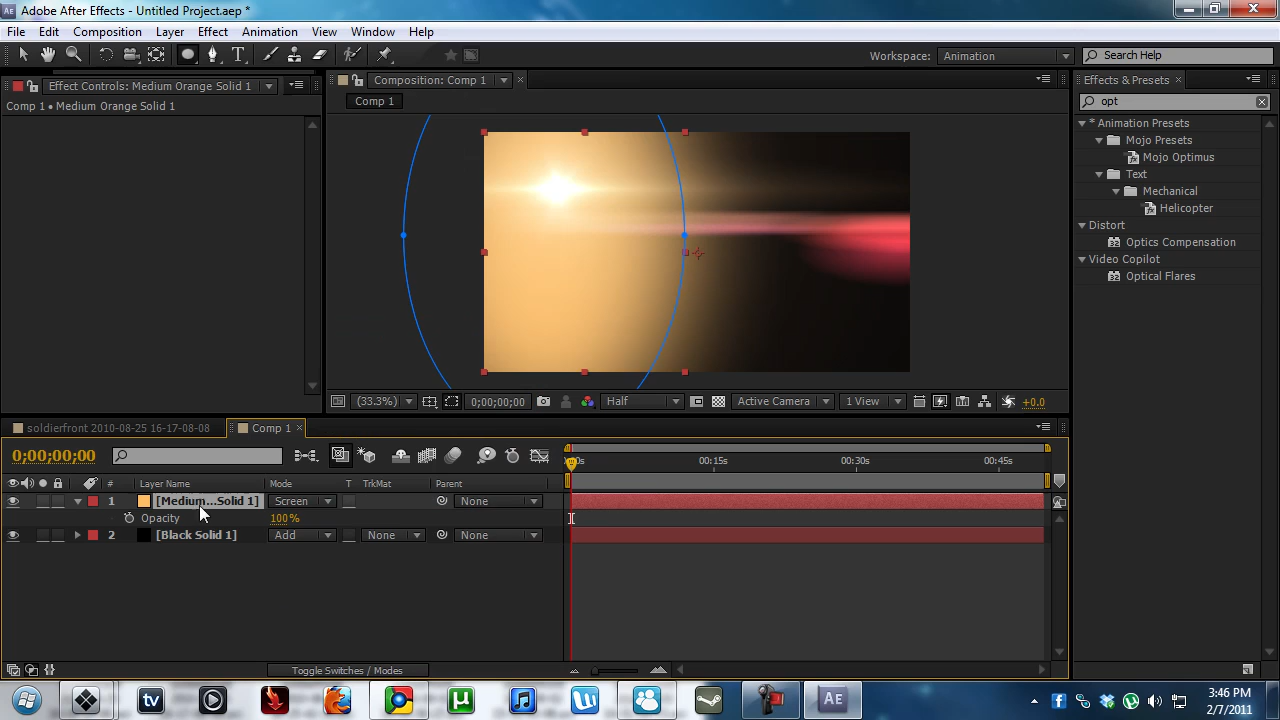 Adobe After Effects - Untitled Project.aep *
File Edit Composition Layer Effect Animation View Window Help
Workspace: Animation Search Help
Effect Controls: Medium Orange Solid 1
Comp 1 • Medium Orange Solid 1
Composition: Comp 1
Comp 1
Effects & Presets
opt
* Animation Presets
Mojo Presets
Mojo Optimus
Text
Mechanical
Helicopter
Distort
Optics Compensation
Video Copilot
Optical Flares
(33.3%) 0;00;00;00 Half Active Camera 1 View +0.0
soldierfront 2010-08-25 16-17-08-08 Comp 1
0;00;00;00
:00s 00:15s 00:30s 00:45s
# Layer Name Mode T TrkMat Parent
1 [Medium...Solid 1] Screen None
Opacity 100%
2 [Black Solid 1] Add None None
Toggle Switches / Modes
3:46 PM
2/7/2011